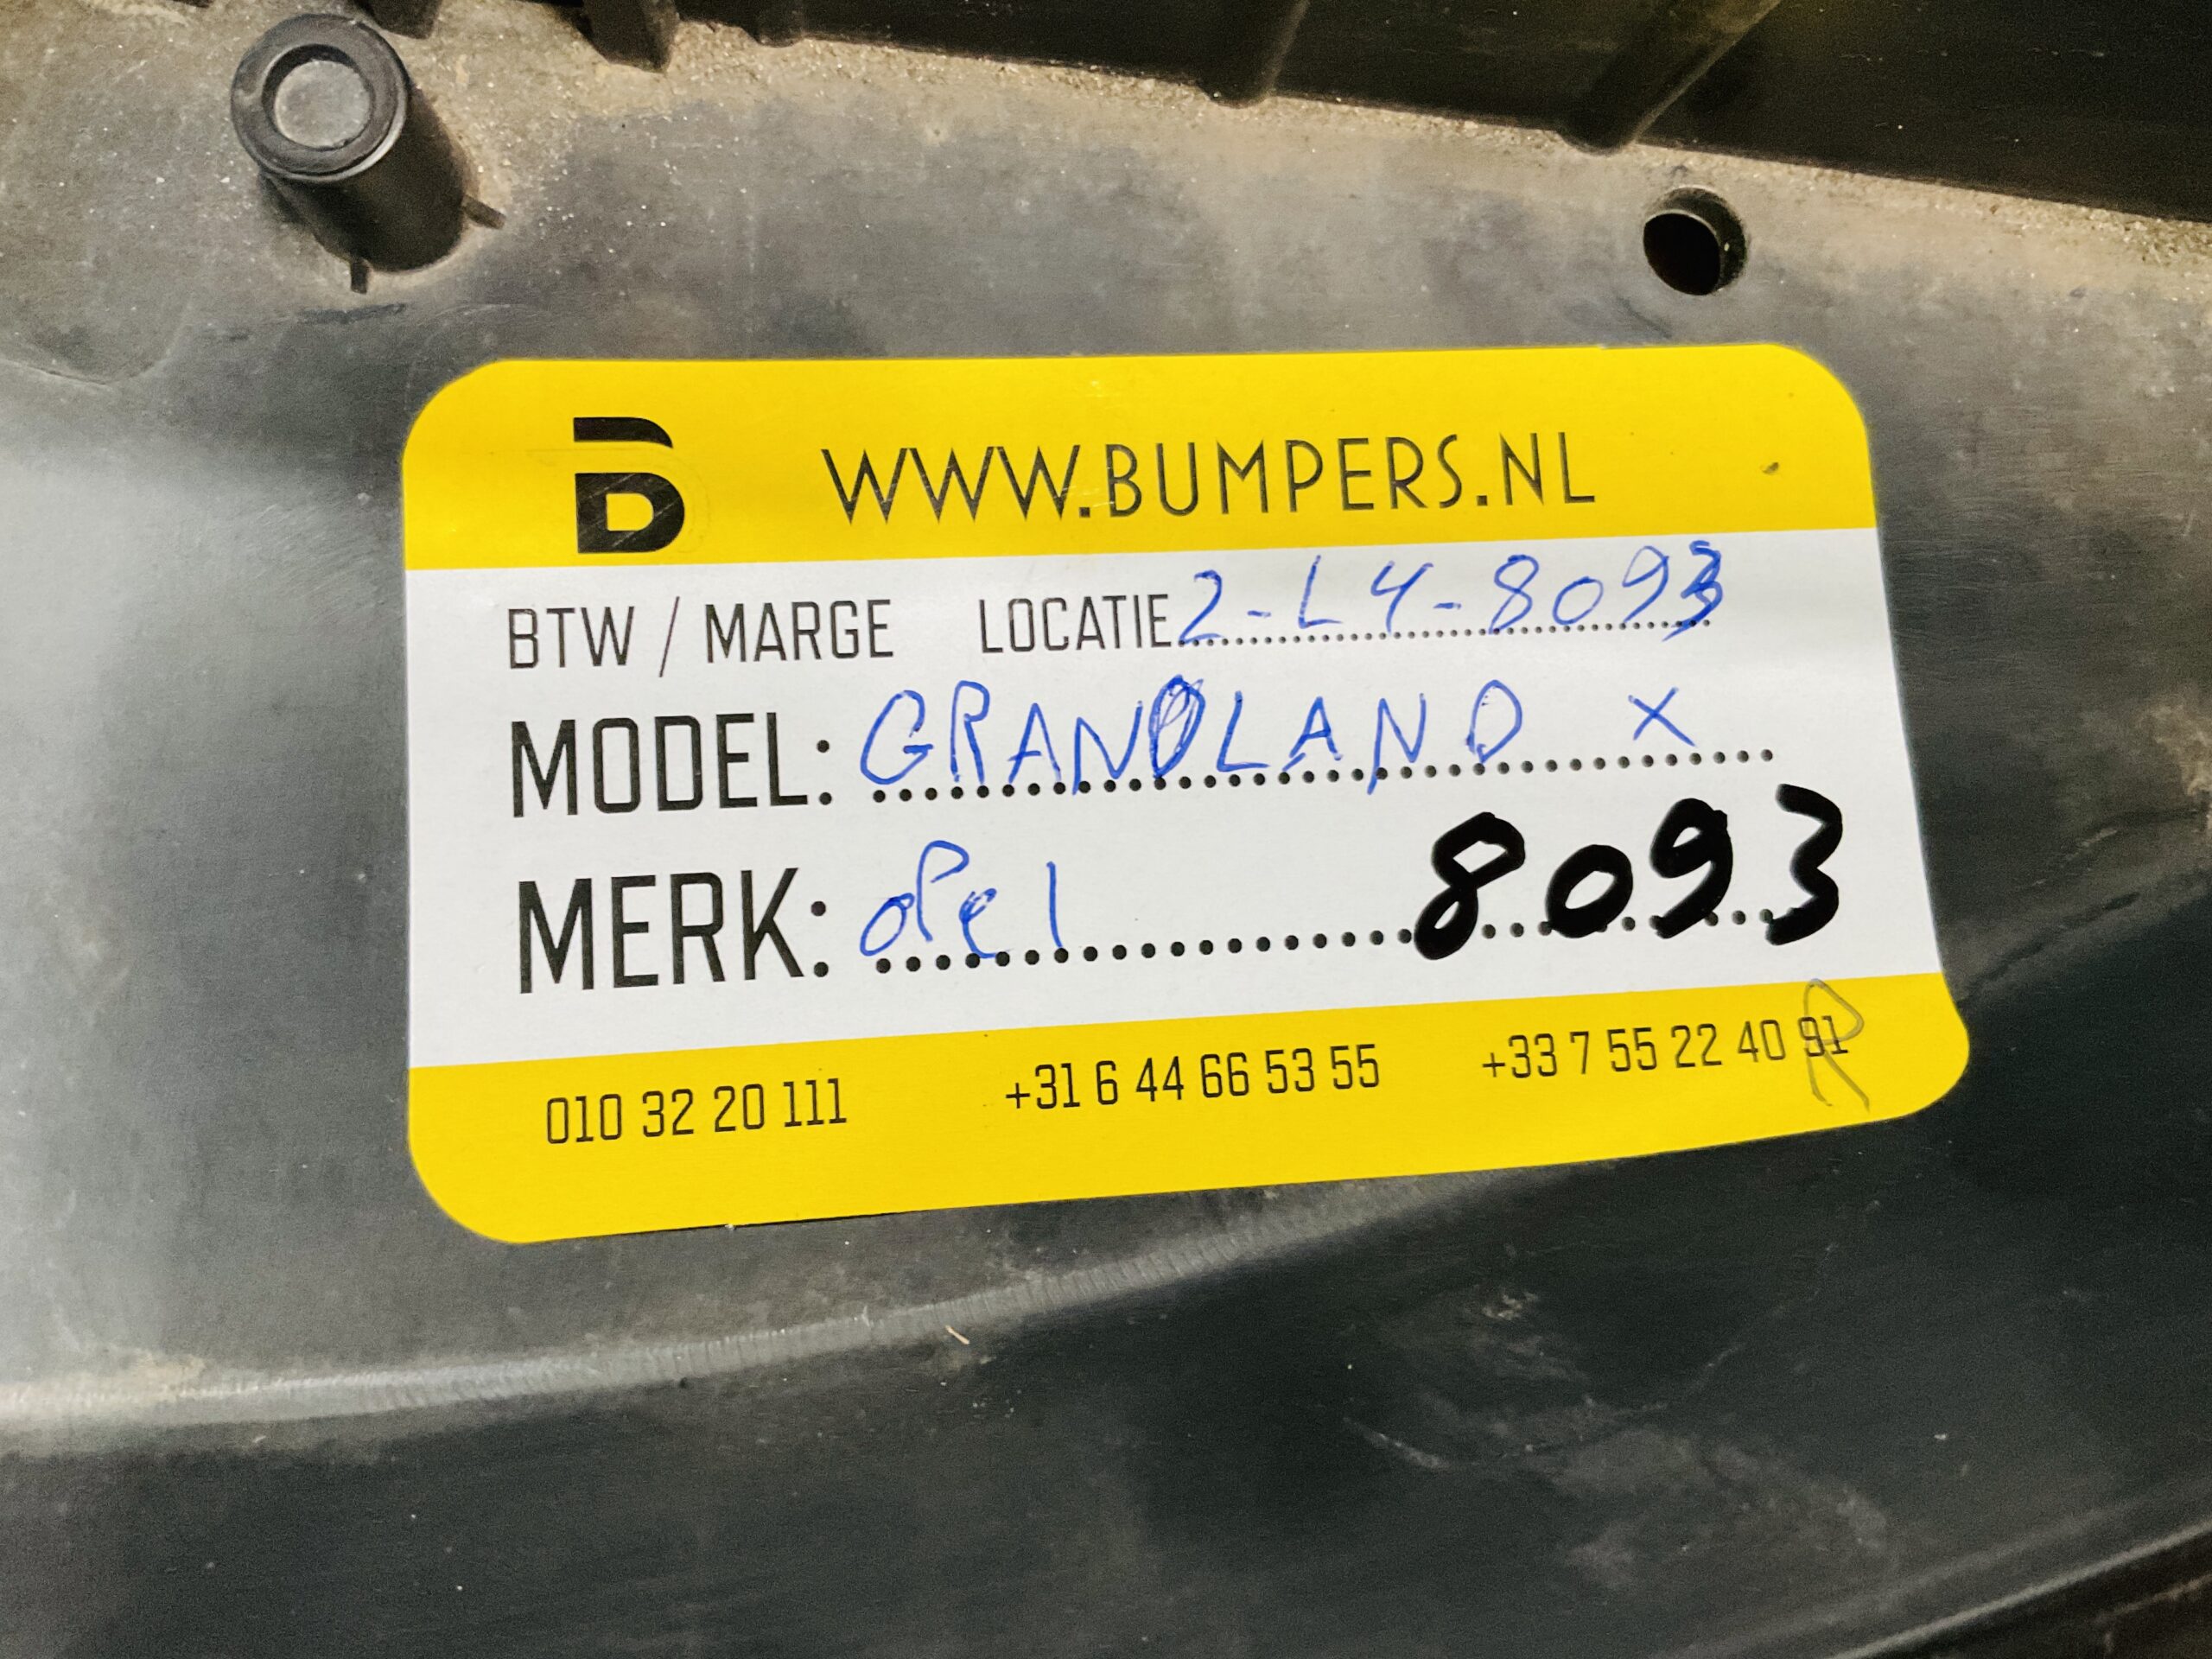 B WWW.BUMPERS.NL
BTW / MARGE LOCATIE 2-L4-8093
MODEL: GRANDLAND X
MERK: opel 8093
010 32 20 111 +31 6 44 66 53 55 +33 7 55 22 40 91 R